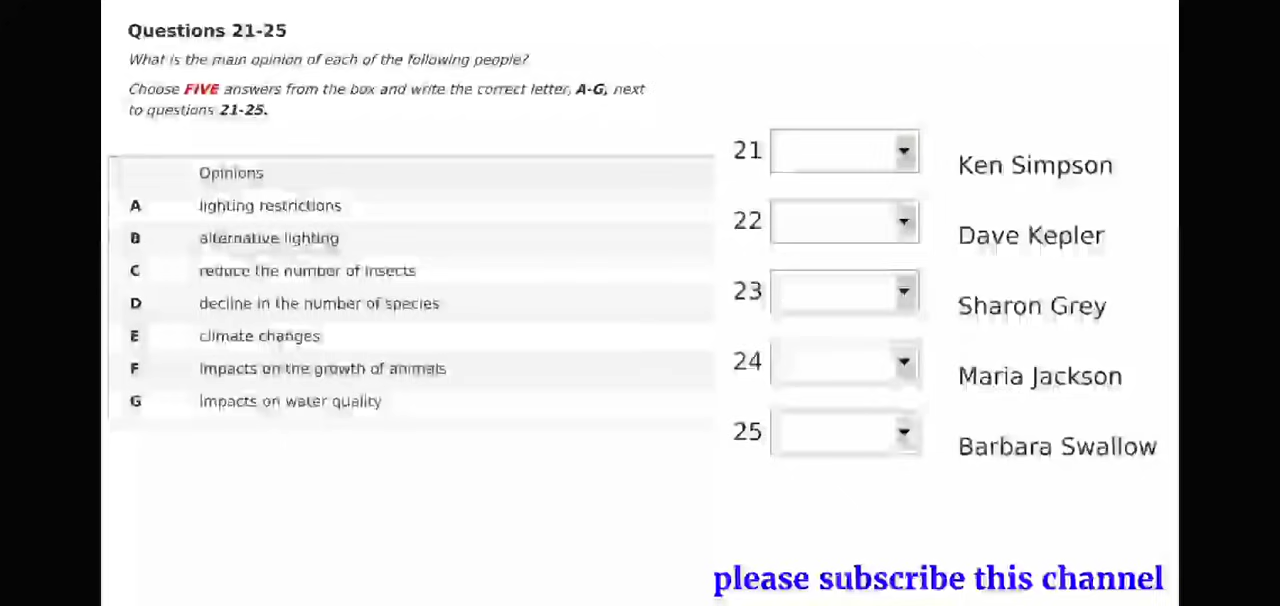 Questions 21-25
What is the main opinion of each of the following people?
Choose FIVE answers from the box and write the correct letter, A-G, next
to questions 21-25.
Opinions
A lighting restrictions
B alternative lighting
C reduce the number of insects
D decline in the number of species
E climate changes
F impacts on the growth of animals
G impacts on water quality
21 Ken Simpson
22 Dave Kepler
23 Sharon Grey
24 Maria Jackson
25 Barbara Swallow
please subscribe this channel